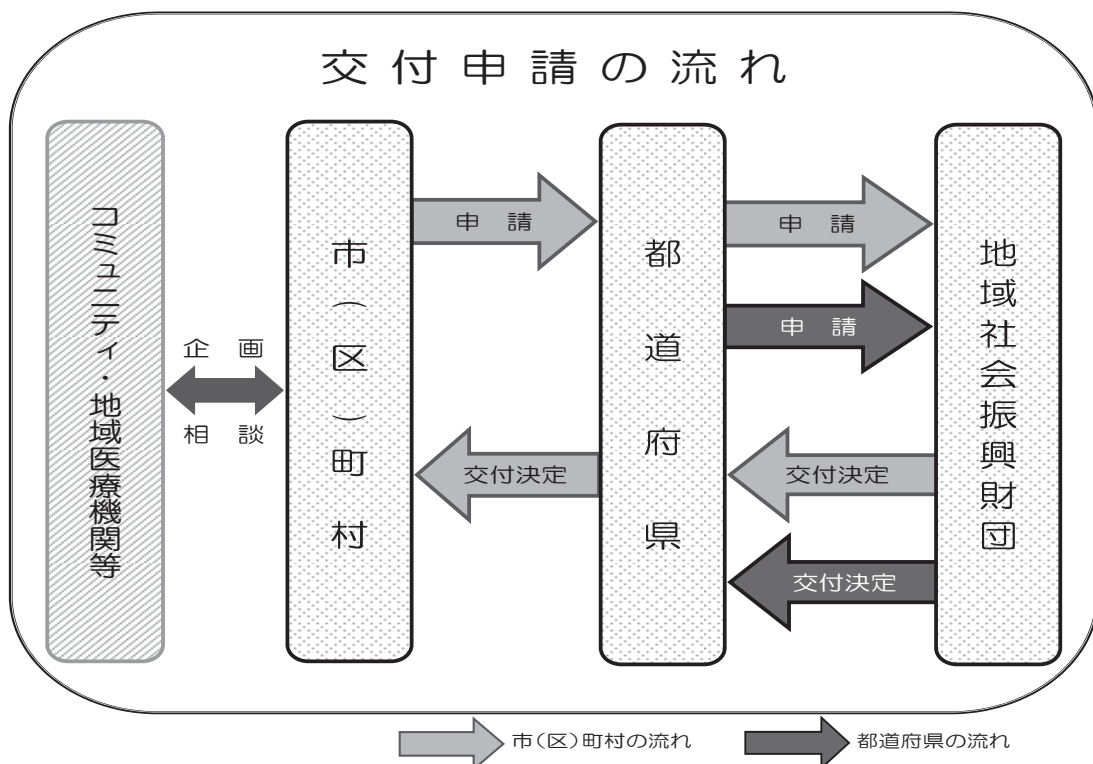 交付申請の流れ
コミュニティ・地域医療機関等
企画
相談
市(区)町村
申請
交付決定
都道府県
申請
申請
交付決定
交付決定
地域社会振興財団
市(区)町村の流れ
都道府県の流れ